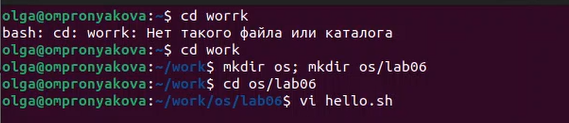 olga@ompronyakova:~$ cd worrk
bash: cd: worrk: Нет такого файла или каталога
olga@ompronyakova:~$ cd work
olga@ompronyakova:~/work$ mkdir os; mkdir os/lab06
olga@ompronyakova:~/work$ cd os/lab06
olga@ompronyakova:~/work/os/lab06$ vi hello.sh